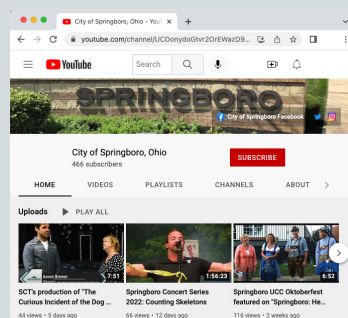 City of Springboro, Ohio - YouT
youtube.com/channel/UCDonydoGtvr2OrEWazD9...
YouTube
Search
SPRINGBORO
City of Springboro Facebook
City of Springboro, Ohio
466 subscribers
SUBSCRIBE
HOME VIDEOS PLAYLISTS CHANNELS ABOUT
Uploads PLAY ALL
Aaron Brewer
7:51
1:56:23
6:52
SCT's production of "The
Curious Incident of the Dog ...
44 views • 5 days ago
Springboro Concert Series
2022: Counting Skeletons
66 views • 12 days ago
Springboro UCC Oktoberfest
featured on "Springboro: He...
116 views • 2 weeks ago